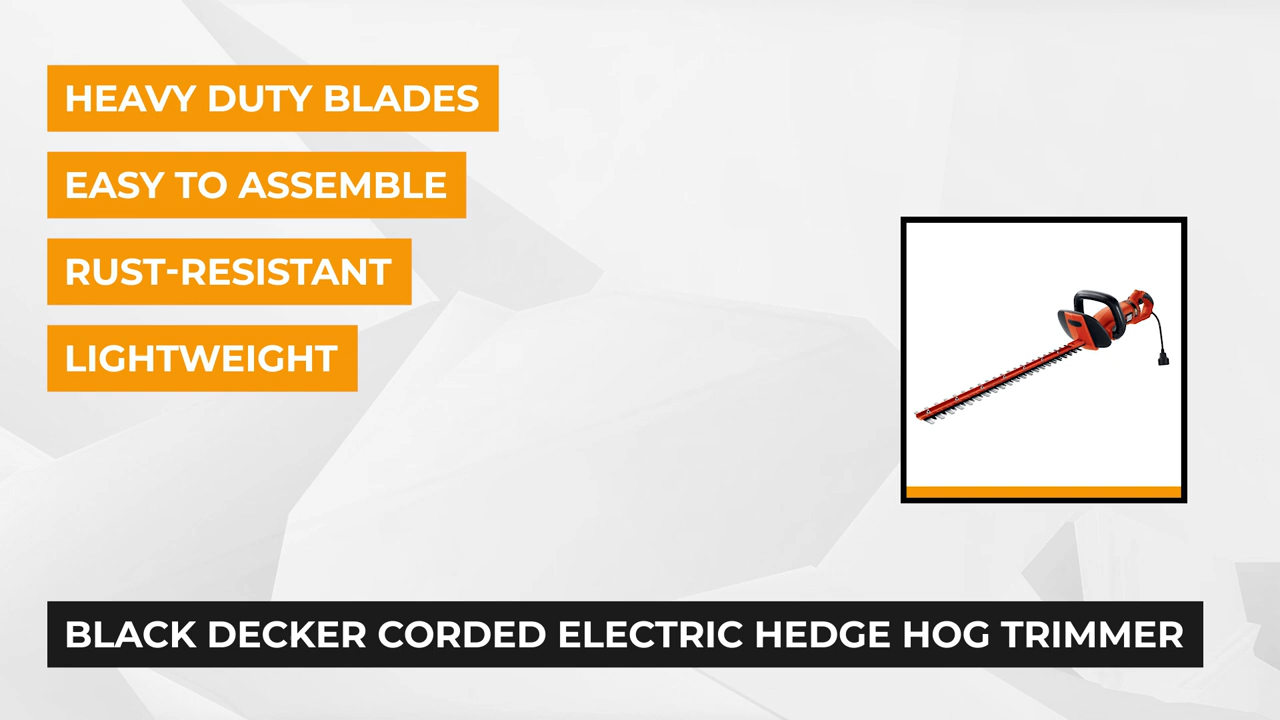 HEAVY DUTY BLADES
EASY TO ASSEMBLE
RUST-RESISTANT
LIGHTWEIGHT
BLACK DECKER CORDED ELECTRIC HEDGE HOG TRIMMER